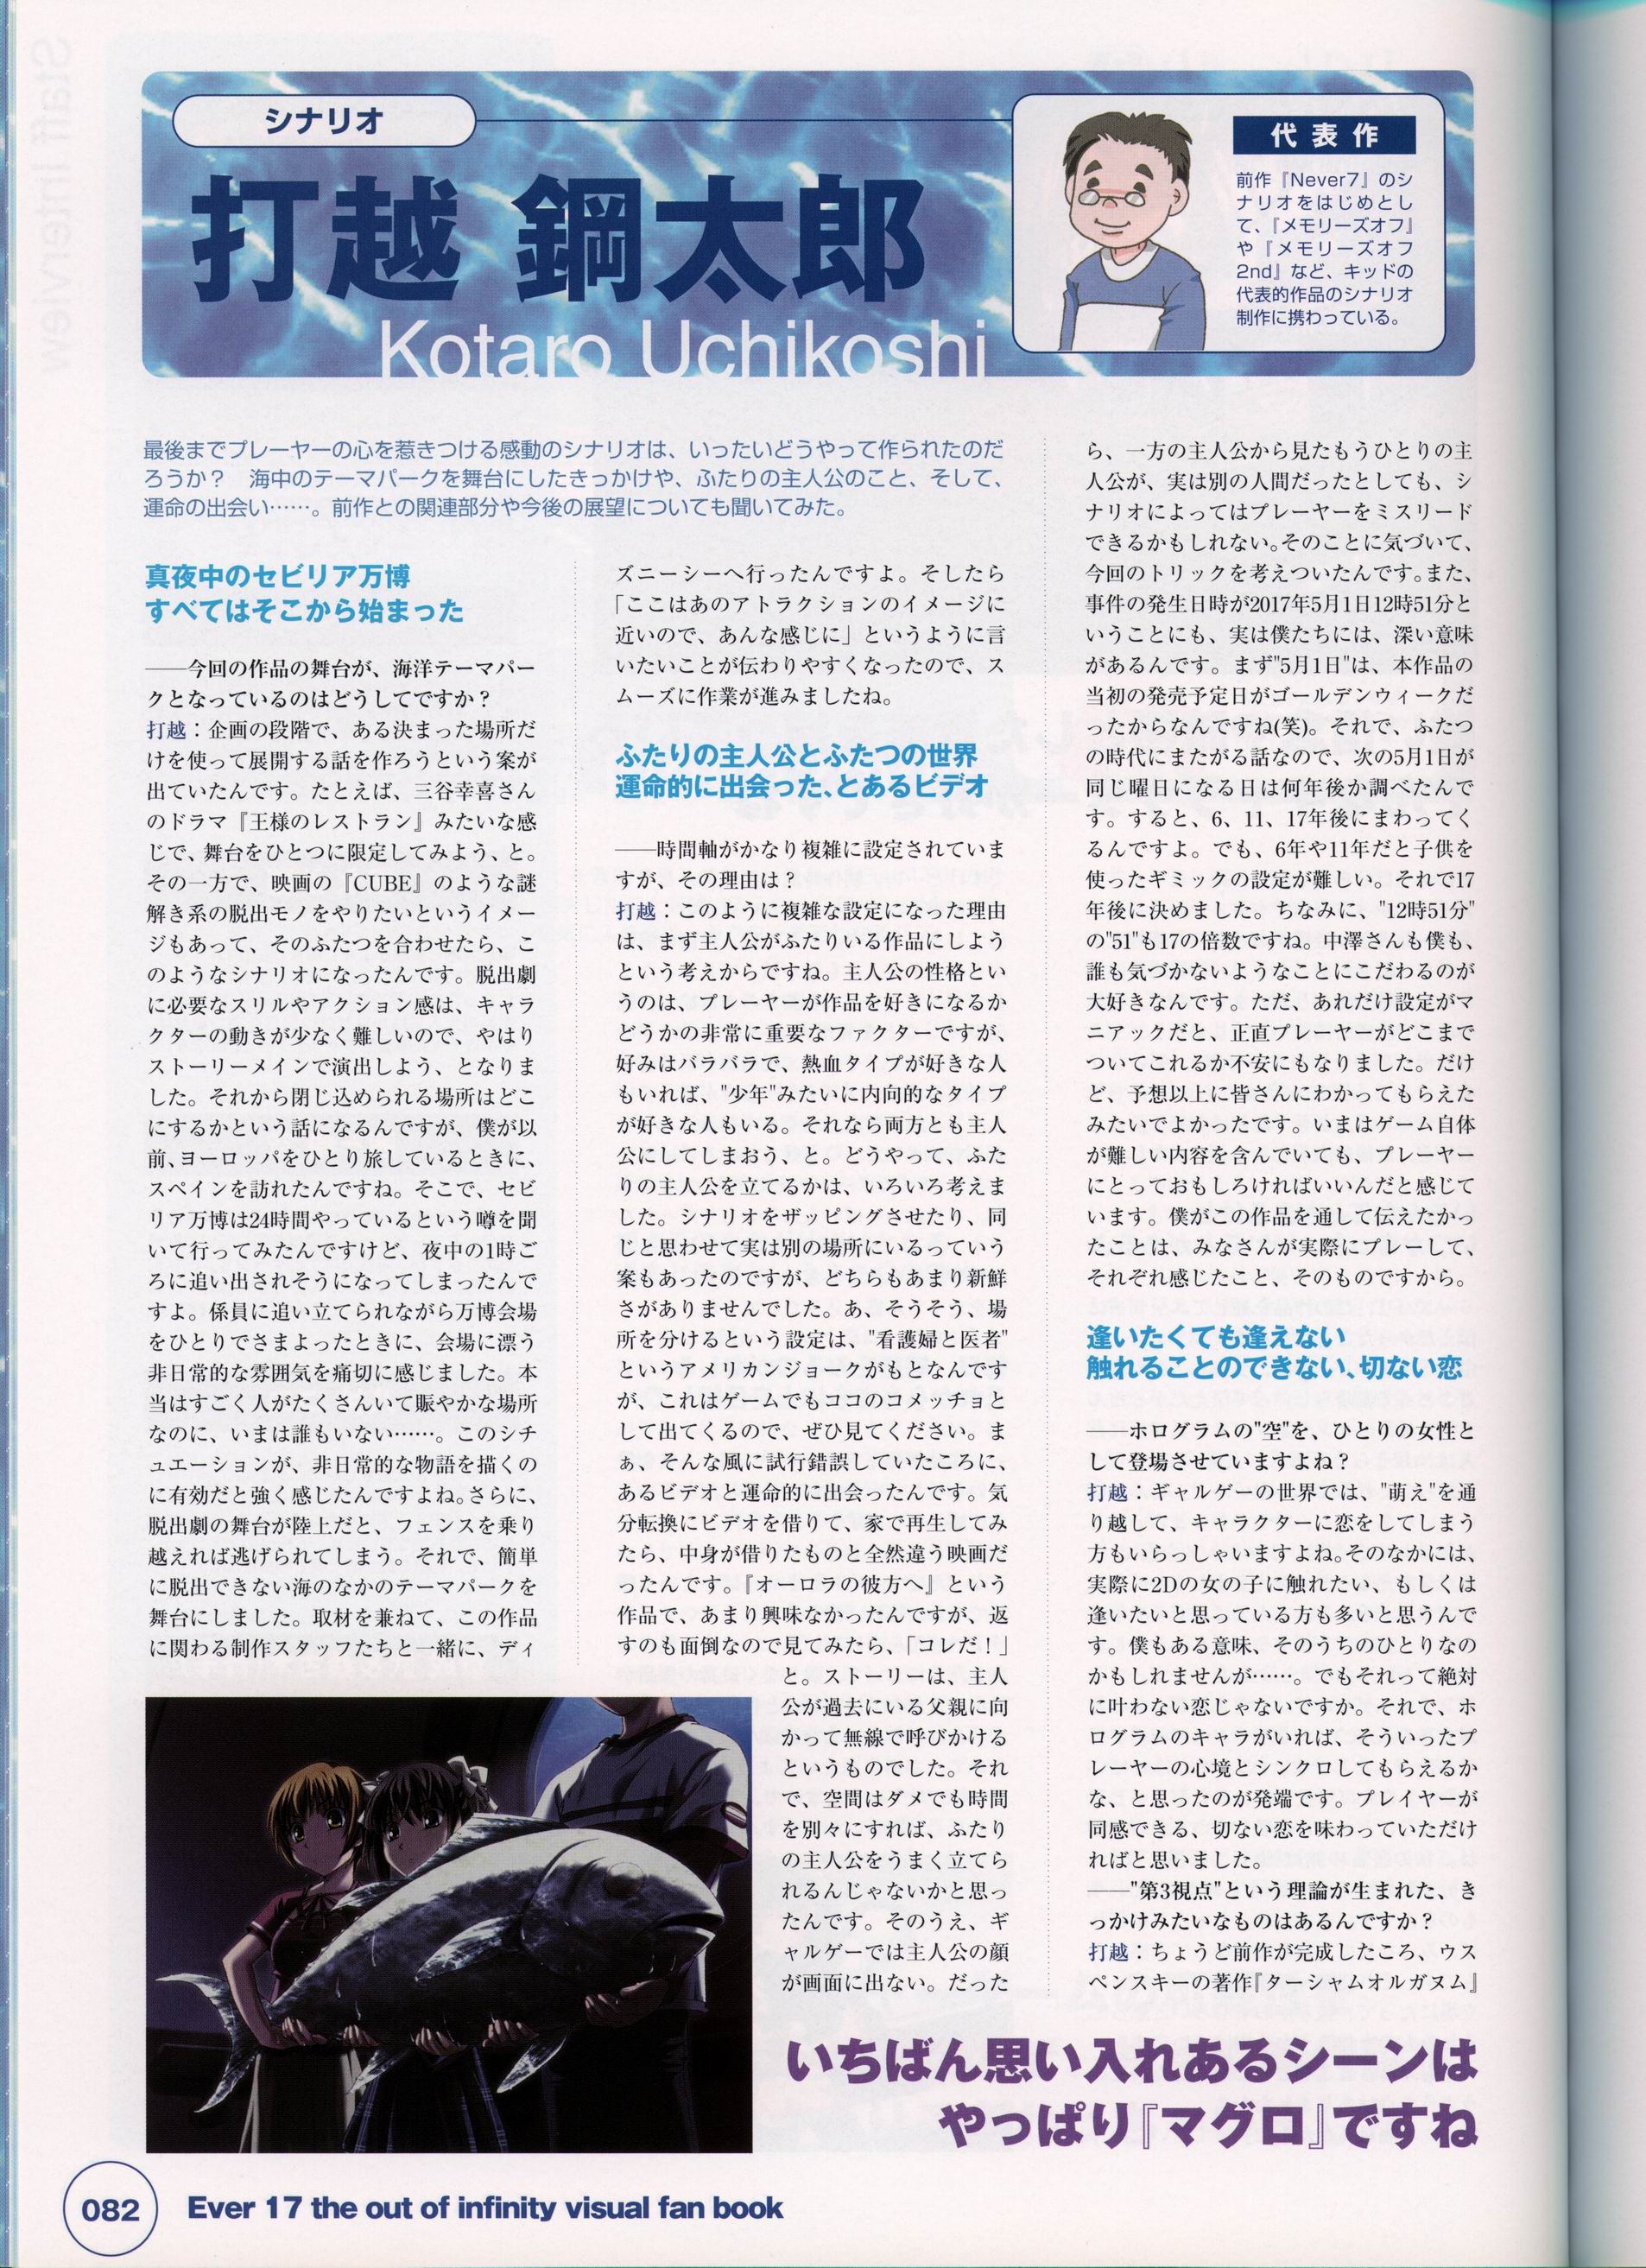 Staff Interview
シナリオ
打越 鋼太郎
Kotaro Uchikoshi
代表作
前作『Never7』のシ
ナリオをはじめとし
て、『メモリーズオフ』
や『メモリーズオフ
2nd』など、キッドの
代表的作品のシナリオ
制作に携わっている。
最後までプレーヤーの心を惹きつける感動のシナリオは、いったいどうやって作られたのだ
ろうか？　海中のテーマパークを舞台にしたきっかけや、ふたりの主人公のこと、そして、
運命の出会い……。前作との関連部分や今後の展望についても聞いてみた。
真夜中のセビリア万博
すべてはそこから始まった
――今回の作品の舞台が、海洋テーマパー
クとなっているのはどうしてですか？
打越：企画の段階で、ある決まった場所だ
けを使って展開する話を作ろうという案が
出ていたんです。たとえば、三谷幸喜さん
のドラマ『王様のレストラン』みたいな感
じで、舞台をひとつに限定してみよう、と。
その一方で、映画の『CUBE』のような謎
解き系の脱出モノをやりたいというイメー
ジもあって、そのふたつを合わせたら、こ
のようなシナリオになったんです。脱出劇
に必要なスリルやアクション感は、キャラ
クターの動きが少なく難しいので、やはり
ストーリーメインで演出しよう、となりま
した。それから閉じ込められる場所はどこ
にするかという話になるんですが、僕が以
前、ヨーロッパをひとり旅しているときに、
スペインを訪れたんですね。そこで、セビ
リア万博は24時間やっているという噂を聞
いて行ってみたんですけど、夜中の1時ご
ろに追い出されそうになってしまったんで
すよ。係員に追い立てられながら万博会場
をひとりでさまよったときに、会場に漂う
非日常的な雰囲気を痛切に感じました。本
当はすごく人がたくさんいて賑やかな場所
なのに、いまは誰もいない……。このシチ
ュエーションが、非日常的な物語を描くの
に有効だと強く感じたんですよね。さらに、
脱出劇の舞台が陸上だと、フェンスを乗り
越えれば逃げられてしまう。それで、簡単
に脱出できない海のなかのテーマパークを
舞台にしました。取材を兼ねて、この作品
に関わる制作スタッフたちと一緒に、ディ
ズニーシーへ行ったんですよ。そしたら
「ここはあのアトラクションのイメージに
近いので、あんな感じに」というように言
いたいことが伝わりやすくなったので、ス
ムーズに作業が進みましたね。
ふたりの主人公とふたつの世界
運命的に出会った、とあるビデオ
――時間軸がかなり複雑に設定されていま
すが、その理由は？
打越：このように複雑な設定になった理由
は、まず主人公がふたりいる作品にしよう
という考えからですね。主人公の性格とい
うのは、プレーヤーが作品を好きになるか
どうかの非常に重要なファクターですが、
好みはバラバラで、熱血タイプが好きな人
もいれば、"少年"みたいに内向的なタイプ
が好きな人もいる。それなら両方とも主人
公にしてしまおう、と。どうやって、ふた
りの主人公を立てるかは、いろいろ考えま
した。シナリオをザッピングさせたり、同
じと思わせて実は別の場所にいるっていう
案もあったのですが、どちらもあまり新鮮
さがありませんでした。あ、そうそう、場
所を分けるという設定は、"看護婦と医者"
というアメリカンジョークがもとなんです
が、これはゲームでもココのコメッチョと
して出てくるので、ぜひ見てください。ま
ぁ、そんな風に試行錯誤していたころに、
あるビデオと運命的に出会ったんです。気
分転換にビデオを借りて、家で再生してみ
たら、中身が借りたものと全然違う映画だ
ったんです。『オーロラの彼方へ』という
作品で、あまり興味なかったんですが、返
すのも面倒なので見てみたら、「コレだ！」
と。ストーリーは、主人
公が過去にいる父親に向
かって無線で呼びかける
というものでした。それ
で、空間はダメでも時間
を別々にすれば、ふたり
の主人公をうまく立てら
れるんじゃないかと思っ
たんです。そのうえ、ギ
ャルゲーでは主人公の顔
が画面に出ない。だった
ら、一方の主人公から見たもうひとりの主
人公が、実は別の人間だったとしても、シ
ナリオによってはプレーヤーをミスリード
できるかもしれない。そのことに気づいて、
今回のトリックを考えついたんです。また、
事件の発生日時が2017年5月1日12時51分と
いうことにも、実は僕たちには、深い意味
があるんです。まず"5月1日"は、本作品の
当初の発売予定日がゴールデンウィークだ
ったからなんですね(笑)。それで、ふたつ
の時代にまたがる話なので、次の5月1日が
同じ曜日になる日は何年後か調べたんで
す。すると、6、11、17年後にまわってく
るんですよ。でも、6年や11年だと子供を
使ったギミックの設定が難しい。それで17
年後に決めました。ちなみに、"12時51分"
の"51"も17の倍数ですね。中澤さんも僕も、
誰も気づかないようなことにこだわるのが
大好きなんです。ただ、あれだけ設定がマ
ニアックだと、正直プレーヤーがどこまで
ついてこれるか不安にもなりました。だけ
ど、予想以上に皆さんにわかってもらえた
みたいでよかったです。いまはゲーム自体
が難しい内容を含んでいても、プレーヤー
にとっておもしろければいいんだと感じて
います。僕がこの作品を通して伝えたかっ
たことは、みなさんが実際にプレーして、
それぞれ感じたこと、そのものですから。
逢いたくても逢えない
触れることのできない、切ない恋
――ホログラムの"空"を、ひとりの女性と
して登場させていますよね？
打越：ギャルゲーの世界では、"萌え"を通
り越して、キャラクターに恋をしてしまう
方もいらっしゃいますよね。そのなかには、
実際に2Dの女の子に触れたい、もしくは
逢いたいと思っている方も多いと思うんで
す。僕もある意味、そのうちのひとりなの
かもしれませんが……。でもそれって絶対
に叶わない恋じゃないですか。それで、ホ
ログラムのキャラがいれば、そういったプ
レーヤーの心境とシンクロしてもらえるか
な、と思ったのが発端です。プレイヤーが
同感できる、切ない恋を味わっていただけ
ればと思いました。
――"第3視点"という理論が生まれた、き
っかけみたいなものはあるんですか？
打越：ちょうど前作が完成したころ、ウス
ペンスキーの著作『ターシャムオルガヌム』
いちばん思い入れあるシーンは
やっぱり『マグロ』ですね
082
Ever 17 the out of infinity visual fan book